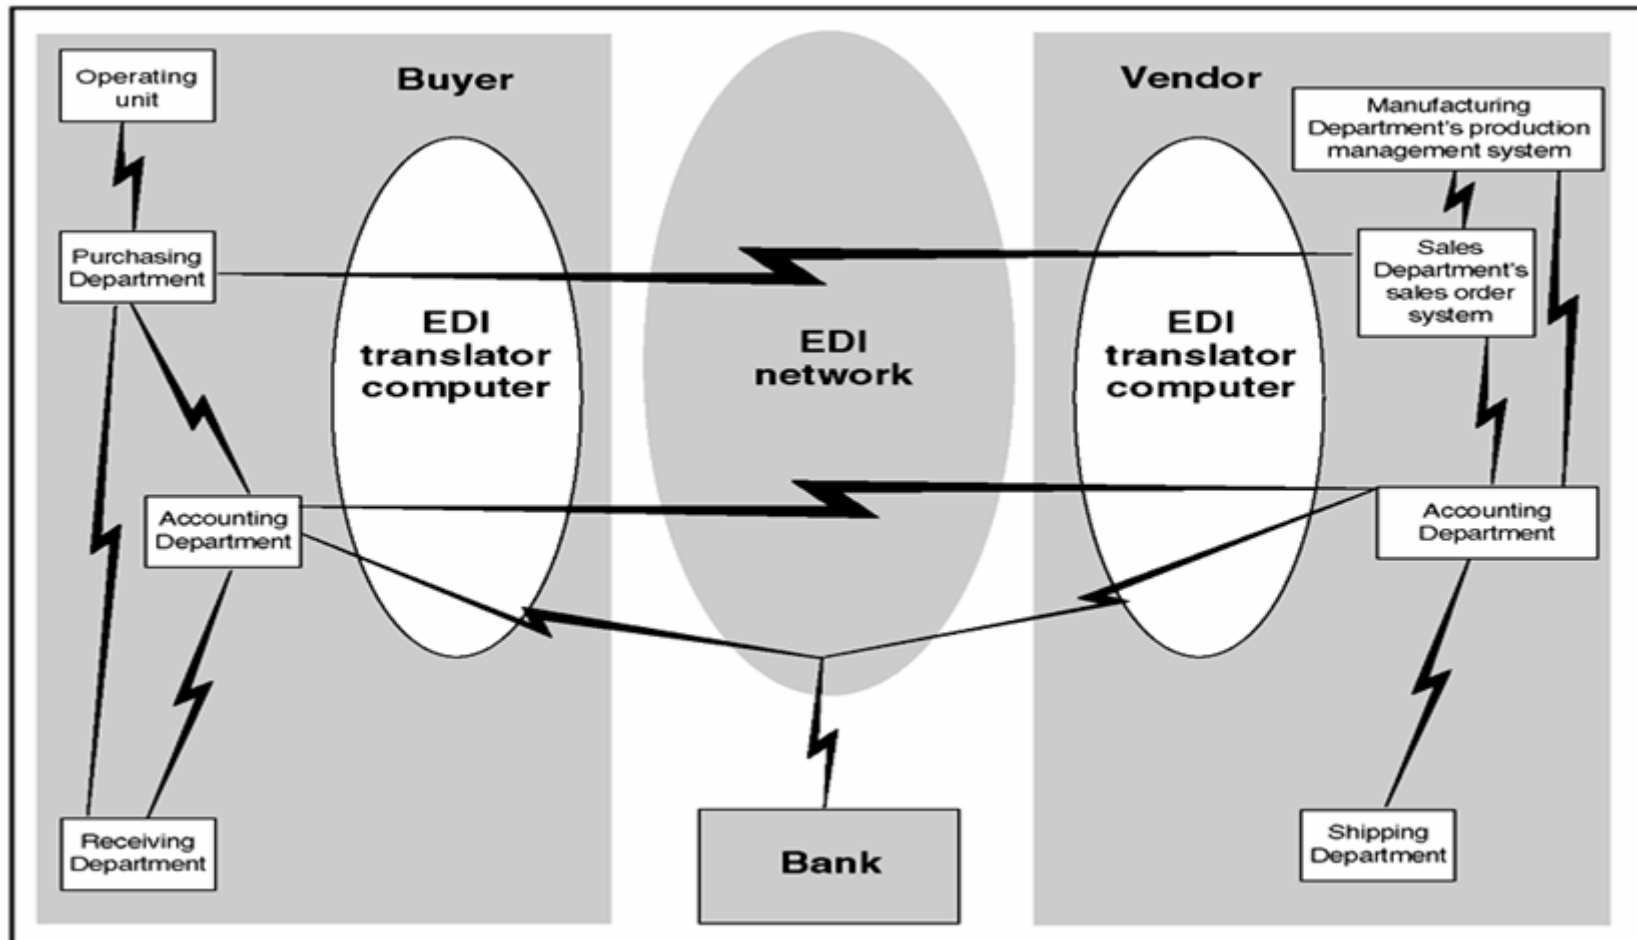 Operating
unit
Buyer
Purchasing
Department
EDI
translator
computer
Accounting
Department
Receiving
Department
EDI
network
Bank
Vendor
Manufacturing
Department's production
management system
Sales
Department's
sales order
system
EDI
translator
computer
Accounting
Department
Shipping
Department